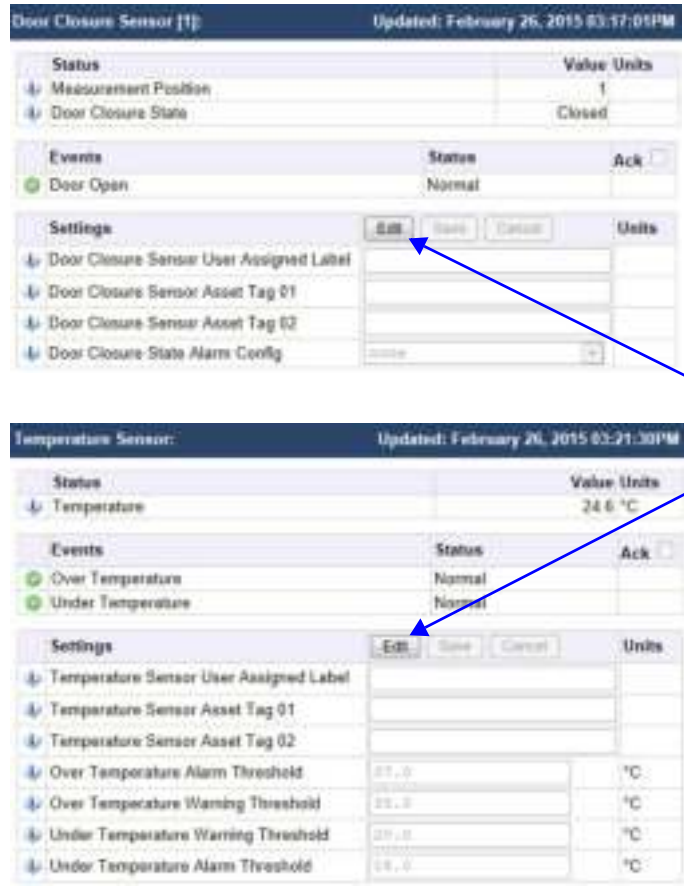 Door Closure Sensor [1]: Updated: February 26, 2015 03:17:01PM
Status Value Units
Measurement Position 1
Door Closure State Closed
Events Status Ack
Door Open Normal
Settings Edit Save Cancel Units
Door Closure Sensor User Assigned Label
Door Closure Sensor Asset Tag 01
Door Closure Sensor Asset Tag 02
Door Closure State Alarm Config
Temperature Sensor: Updated: February 26, 2015 03:21:30PM
Status Value Units
Temperature 24.6 °C
Events Status Ack
Over Temperature Normal
Under Temperature Normal
Settings Edit Save Cancel Units
Temperature Sensor User Assigned Label
Temperature Sensor Asset Tag 01
Temperature Sensor Asset Tag 02
Over Temperature Alarm Threshold °C
Over Temperature Warning Threshold °C
Under Temperature Warning Threshold °C
Under Temperature Alarm Threshold °C